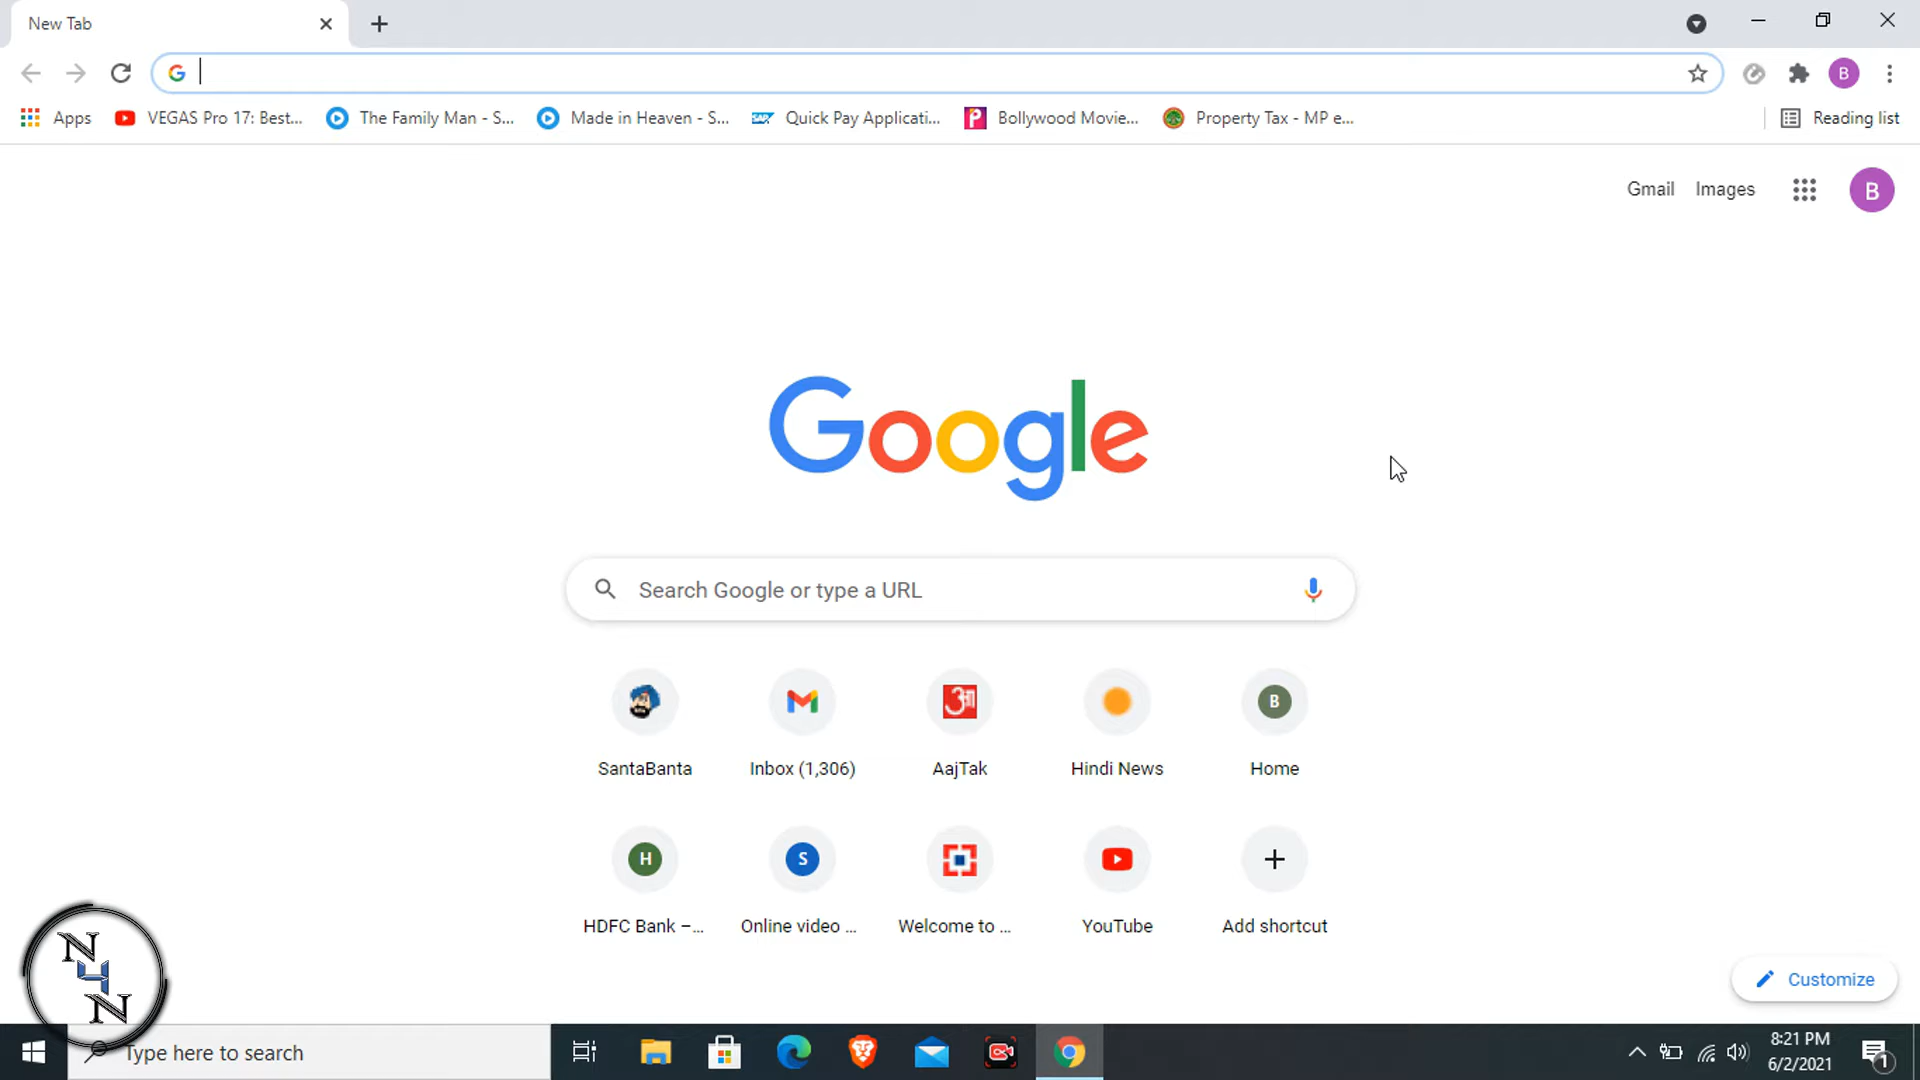 New Tab
Apps VEGAS Pro 17: Best... The Family Man - S... Made in Heaven - S... Quick Pay Applicati... Bollywood Movie... Property Tax - MP e... Reading list
Gmail Images B
Google
Search Google or type a URL
SantaBanta Inbox (1,306) AajTak Hindi News Home
HDFC Bank –... Online video ... Welcome to ... YouTube Add shortcut
Customize
N4N
Type here to search
8:21 PM
6/2/2021
1